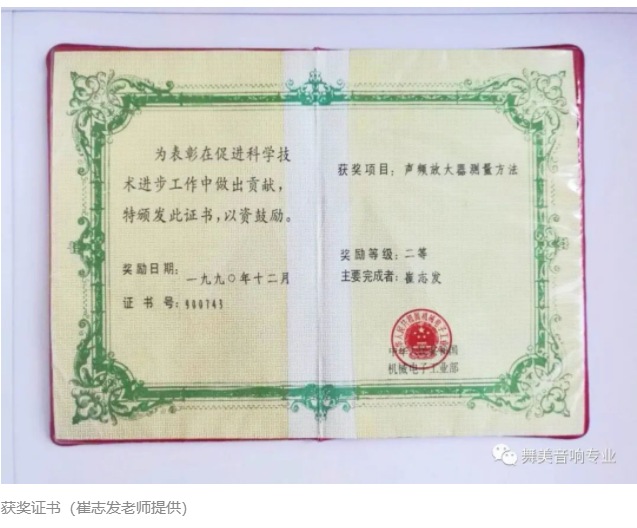 为表彰在促进科学技
术进步工作中做出贡献，
特颁发此证书，以资鼓励。
奖励日期：
一九九〇年十二月
证书号：900743
获奖项目：声频放大器测量方法
奖励等级：二等
主要完成者：崔志发
机械电子工业部
舞美音响专业
获奖证书（崔志发老师提供）